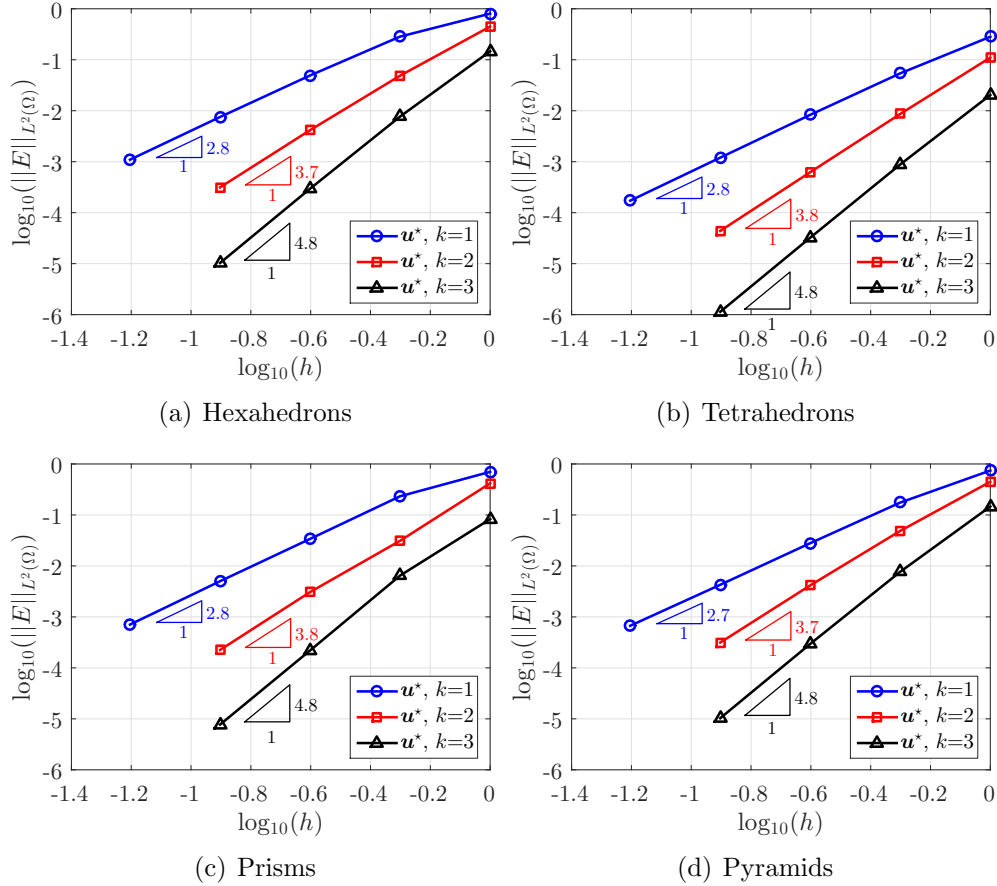 0
-1
-2
-3
-4
-5
-6
log₁₀(||E||_{L²(Ω)})
2.8
1
3.7
1
4.8
1
u⋆, k=1
u⋆, k=2
u⋆, k=3
-1.4 -1.2 -1 -0.8 -0.6 -0.4 -0.2 0
log₁₀(h)
(a) Hexahedrons
0
-1
-2
-3
-4
-5
-6
log₁₀(||E||_{L²(Ω)})
2.8
1
3.8
1
4.8
1
u⋆, k=1
u⋆, k=2
u⋆, k=3
-1.4 -1.2 -1 -0.8 -0.6 -0.4 -0.2 0
log₁₀(h)
(b) Tetrahedrons
0
-1
-2
-3
-4
-5
-6
log₁₀(||E||_{L²(Ω)})
2.8
1
3.8
1
4.8
1
u⋆, k=1
u⋆, k=2
u⋆, k=3
-1.4 -1.2 -1 -0.8 -0.6 -0.4 -0.2 0
log₁₀(h)
(c) Prisms
0
-1
-2
-3
-4
-5
-6
log₁₀(||E||_{L²(Ω)})
2.7
1
3.7
1
4.8
1
u⋆, k=1
u⋆, k=2
u⋆, k=3
-1.4 -1.2 -1 -0.8 -0.6 -0.4 -0.2 0
log₁₀(h)
(d) Pyramids